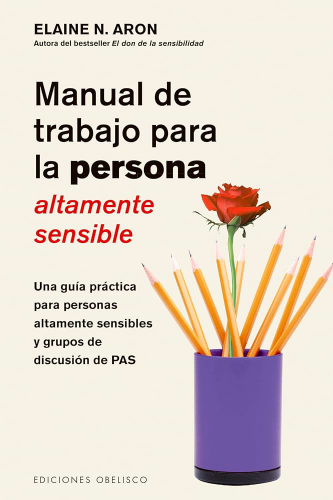 ELAINE N. ARON
Autora del bestseller El don de la sensibilidad
Manual de
trabajo para
la persona
altamente
sensible
Una guía práctica
para personas
altamente sensibles
y grupos de
discusión de PAS
EDICIONES OBELISCO